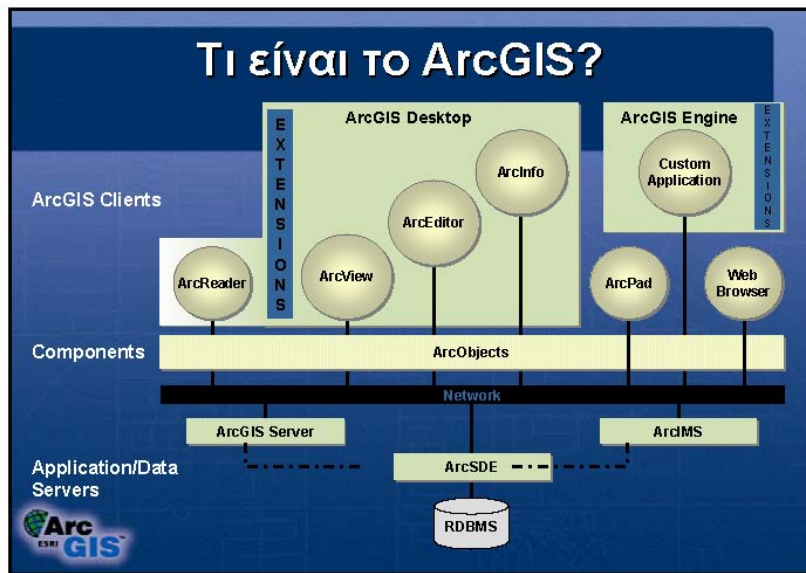 Τι είναι το ArcGIS?
ArcGIS Desktop
ArcGIS Engine
EXTENSIONS
EXTENSIONS
ArcGIS Clients
ArcInfo
Custom
Application
ArcEditor
ArcReader
ArcView
ArcPad
Web
Browser
Components
ArcObjects
Network
ArcGIS Server
ArcIMS
Application/Data
Servers
ArcSDE
RDBMS
Arc
ESRI
GIS™